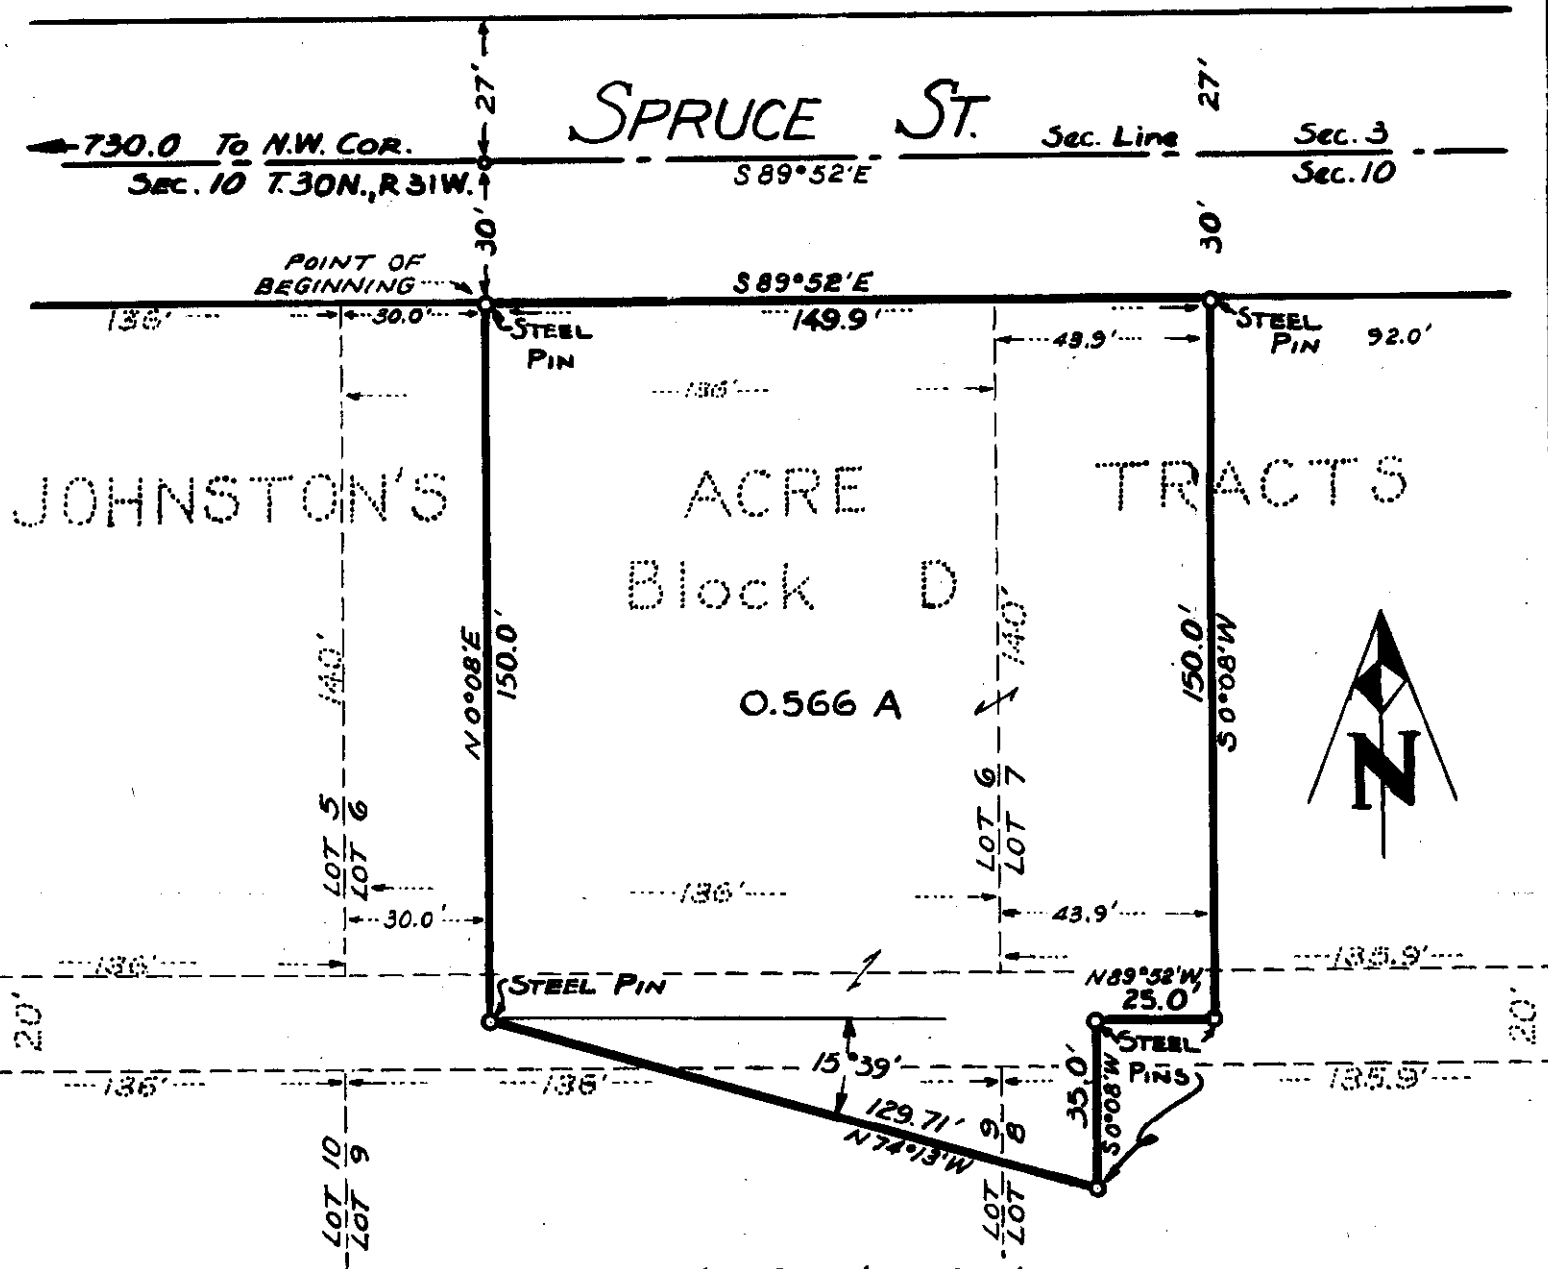 27'
27'
SPRUCE ST.
730.0 To N.W. COR.
Sec. Line
Sec. 3
SEC. 10 T.30N., R31W.
S 89°52'E
Sec. 10
30'
30'
POINT OF
BEGINNING
S 89°52'E
136'
30.0'
149.9'
STEEL
PIN
STEEL
PIN
92.0'
43.9'
136'
JOHNSTON'S ACRE TRACTS
Block D
140'
N 0°08'E
150.0'
140'
150.0'
S 0°08'W
0.566 A
N
LOT 5
LOT 6
LOT 6
LOT 7
136'
30.0'
43.9'
136'
135.9'
STEEL PIN
N 89°52'W
25.0'
20'
20'
STEEL
PINS
15°39'
35.0'
S 0°08'W
136'
136'
135.9'
129.71'
N 74°13'W
LOT 10
LOT 9
LOT 9
LOT 8